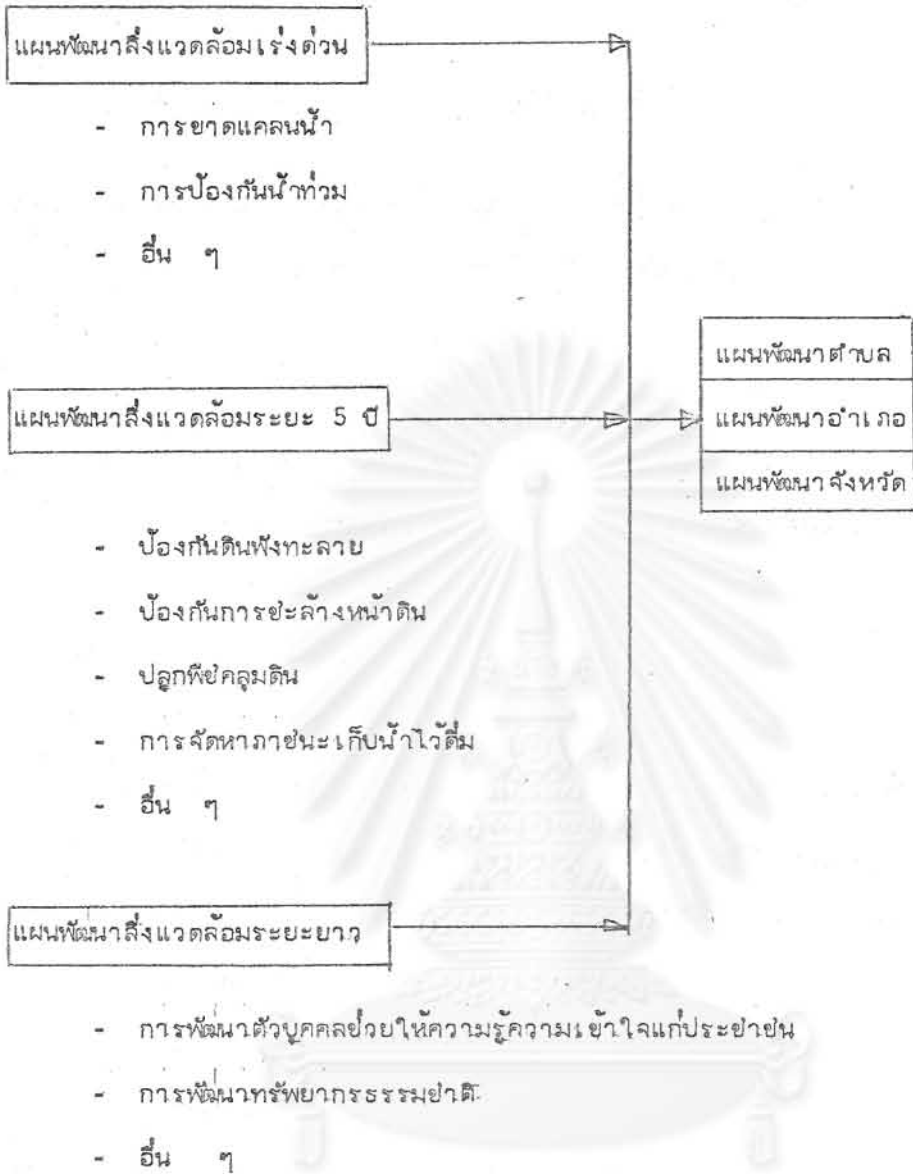 แผนพัฒนาสิ่งแวดล้อมเร่งด่วน
- การขาดแคลนน้ำ
- การป้องกันน้ำท่วม
- อื่น ๆ
แผนพัฒนาตำบล
แผนพัฒนาสิ่งแวดล้อมระยะ 5 ปี
แผนพัฒนาอำเภอ
แผนพัฒนาจังหวัด
- ป้องกันดินพังทะลาย
- ป้องกันการชะล้างหน้าดิน
- ปลูกพืชคลุมดิน
- การจัดหาภาชนะเก็บน้ำไว้ดื่ม
- อื่น ๆ
แผนพัฒนาสิ่งแวดล้อมระยะยาว
- การพัฒนาตัวบุคคลช่วยให้ความรู้ความเข้าใจแก่ประชาชน
- การพัฒนาทรัพยากรธรรมชาติ
- อื่น ๆ